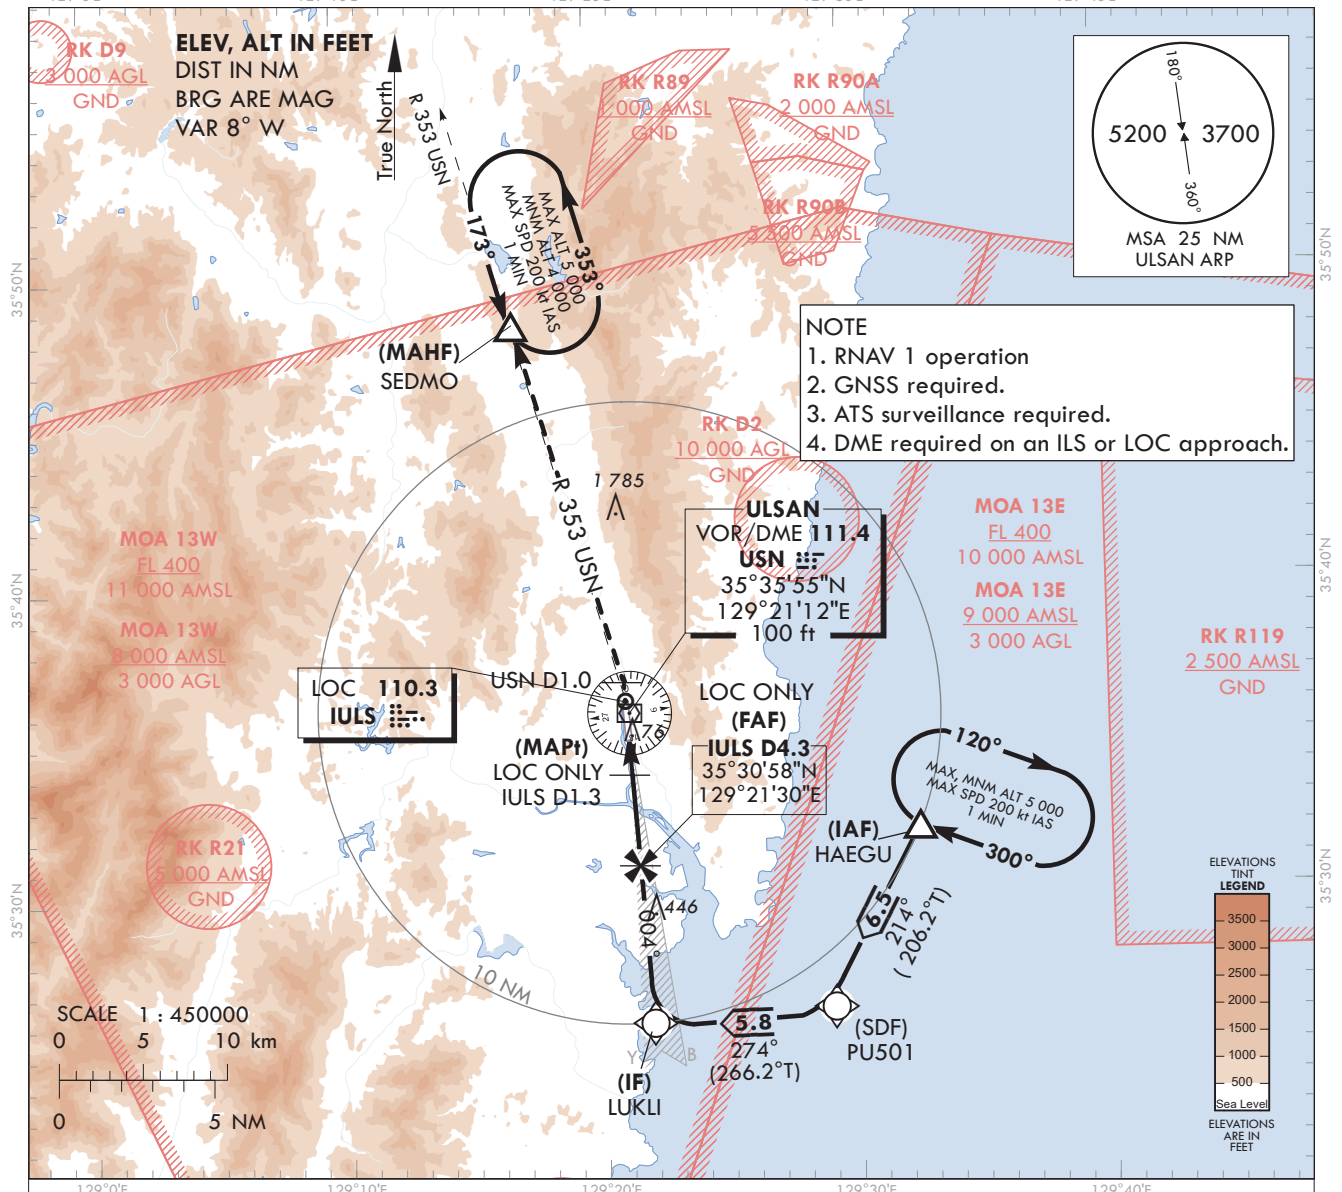 ELEV, ALT IN FEET
DIST IN NM
BRG ARE MAG
VAR 8° W
True North
RK D9
3 000 AGL
GND
R 353 USN
RK R89
1 000 AMSL
GND
RK R90A
2 000 AMSL
GND
RK R90B
GND
180°
5200 3700
360°
MSA 25 NM
ULSAN ARP
173°
353°
MAX ALT 5 000
MNM ALT 4 000
MAX SPD 200 kt IAS
1 MIN
(MAHF)
SEDMO
NOTE
1. RNAV 1 operation
2. GNSS required.
3. ATS surveillance required.
4. DME required on an ILS or LOC approach.
35°50'N
35°50'N
RK D2
10 000 AGL
GND
1 785
R 353 USN
ULSAN
VOR/DME 111.4
USN
35°35'55"N
129°21'12"E
100 ft
MOA 13W
FL 400
11 000 AMSL
MOA 13W
8 000 AMSL
3 000 AGL
MOA 13E
FL 400
10 000 AMSL
MOA 13E
9 000 AMSL
3 000 AGL
RK R119
2 500 AMSL
GND
35°40'N
35°40'N
LOC 110.3
IULS
USN D1.0
27
9
LOC ONLY
(FAF)
IULS D4.3
35°30'58"N
129°21'30"E
(MAPt)
LOC ONLY
IULS D1.3
120°
MAX, MNM ALT 5 000
MAX SPD 200 kt IAS
1 MIN
300°
(IAF)
HAEGU
RK R21
5 000 AMSL
GND
446
004°
6.5
214°
(206.2°T)
35°30'N
35°30'N
10 NM
5.8
274°
(266.2°T)
(SDF)
PU501
Y
B
(IF)
LUKLI
SCALE 1 : 450000
0 5 10 km
0 5 NM
ELEVATIONS
TINT
LEGEND
3500
3000
2500
2000
1500
1000
500
Sea Level
ELEVATIONS
ARE IN
FEET
129°0'E
129°10'E
129°20'E
129°30'E
129°40'E